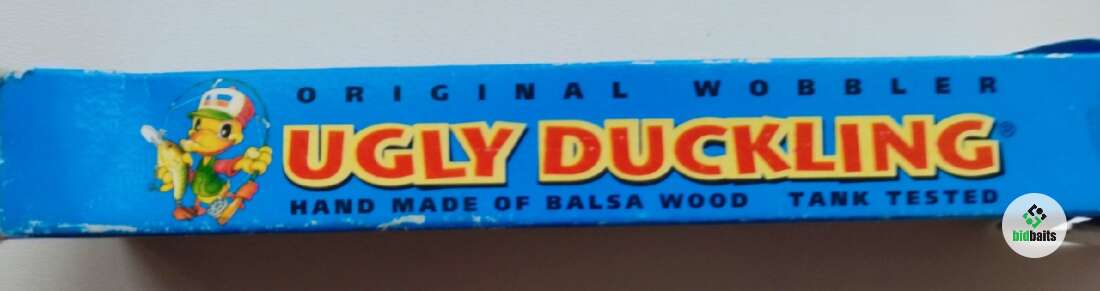 ORIGINAL WOBBLER
UGLY DUCKLING®
HAND MADE OF BALSA WOOD TANK TESTED
bidbaits